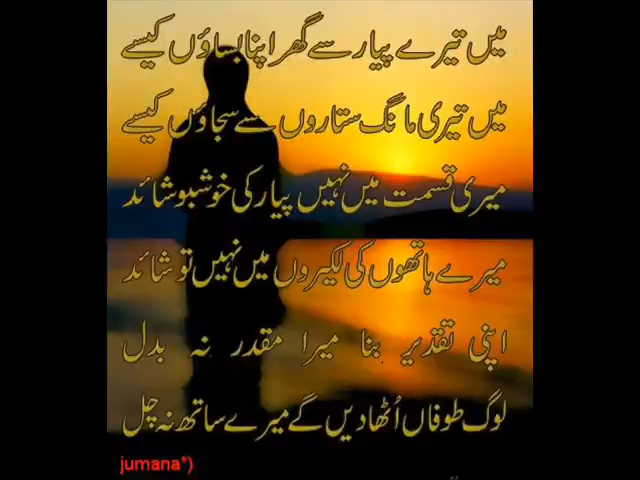 میں تیرے پیار سے گھر اپنا بساؤں کیسے
میں تیری مانگ ستاروں سے سجاؤں کیسے
میری قسمت میں نہیں پیار کی خوشبو شائد
میرے ہاتھوں کی لکیروں میں نہیں تو شائد
اپنی تقدیر بنا میرا مقدر نہ بدل
لوگ طوفاں اُٹھا دیں گے میرے ساتھ نہ چل
jumana*)